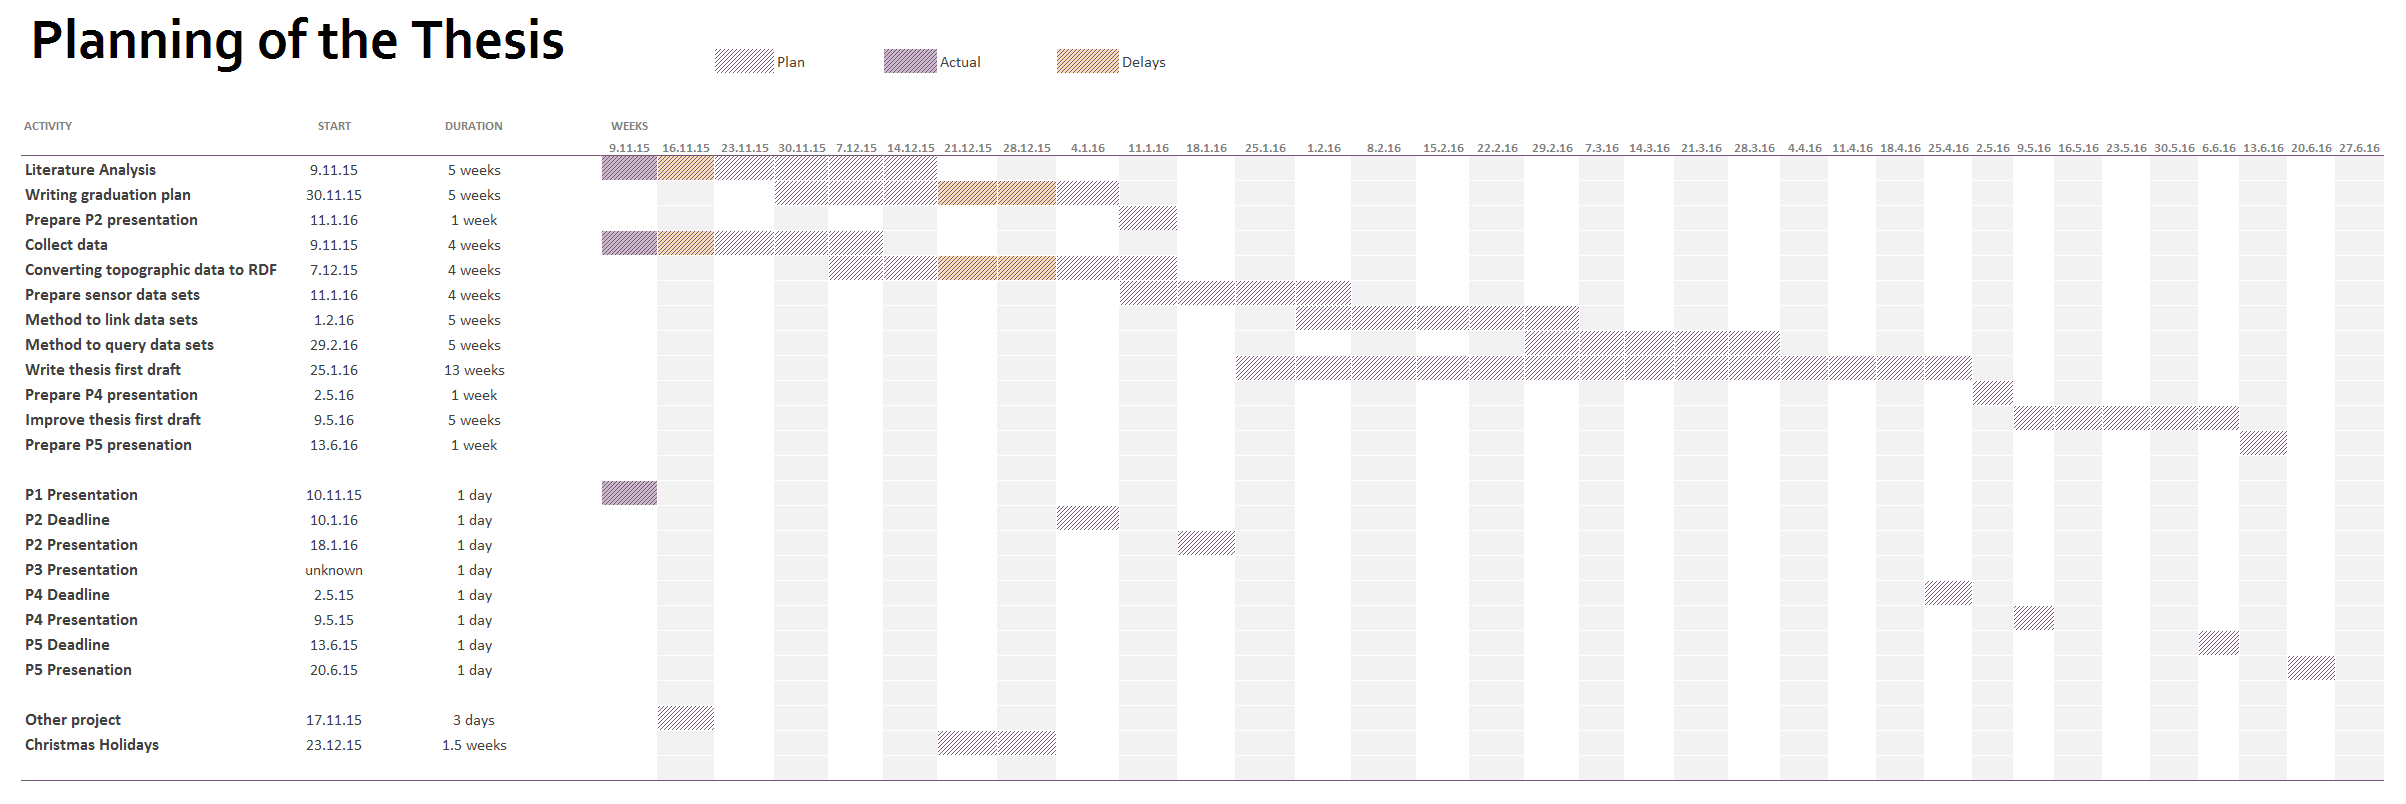 Planning of the Thesis
Plan Actual Delays
ACTIVITY START DURATION WEEKS
9.11.15 16.11.15 23.11.15 30.11.15 7.12.15 14.12.15 21.12.15 28.12.15 4.1.16 11.1.16 18.1.16 25.1.16 1.2.16 8.2.16 15.2.16 22.2.16 29.2.16 7.3.16 14.3.16 21.3.16 28.3.16 4.4.16 11.4.16 18.4.16 25.4.16 2.5.16 9.5.16 16.5.16 23.5.16 30.5.16 6.6.16 13.6.16 20.6.16 27.6.16
Literature Analysis 9.11.15 5 weeks
Writing graduation plan 30.11.15 5 weeks
Prepare P2 presentation 11.1.16 1 week
Collect data 9.11.15 4 weeks
Converting topographic data to RDF 7.12.15 4 weeks
Prepare sensor data sets 11.1.16 4 weeks
Method to link data sets 1.2.16 5 weeks
Method to query data sets 29.2.16 5 weeks
Write thesis first draft 25.1.16 13 weeks
Prepare P4 presentation 2.5.16 1 week
Improve thesis first draft 9.5.16 5 weeks
Prepare P5 presenation 13.6.16 1 week
P1 Presentation 10.11.15 1 day
P2 Deadline 10.1.16 1 day
P2 Presentation 18.1.16 1 day
P3 Presentation unknown 1 day
P4 Deadline 2.5.15 1 day
P4 Presentation 9.5.15 1 day
P5 Deadline 13.6.15 1 day
P5 Presenation 20.6.15 1 day
Other project 17.11.15 3 days
Christmas Holidays 23.12.15 1.5 weeks